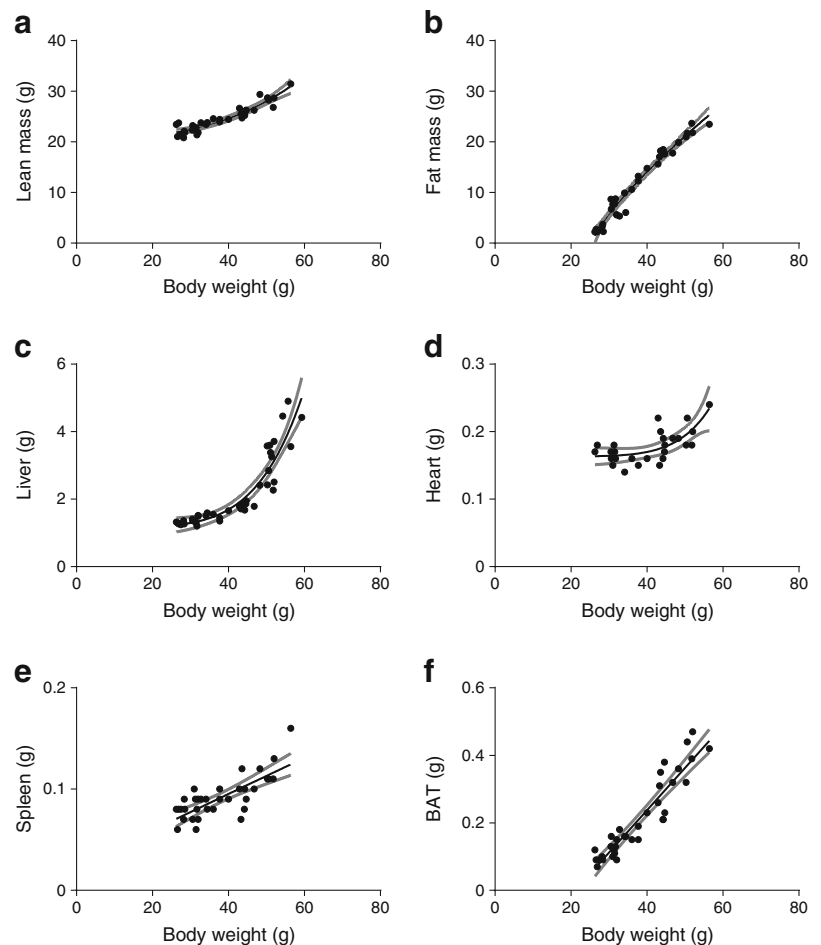 a
40
30
20
10
0
Lean mass (g)
0 20 40 60 80
Body weight (g)
b
40
30
20
10
0
Fat mass (g)
0 20 40 60 80
Body weight (g)
c
6
4
2
0
Liver (g)
0 20 40 60 80
Body weight (g)
d
0.3
0.2
0.1
0
Heart (g)
0 20 40 60 80
Body weight (g)
e
0.2
0.1
0
Spleen (g)
0 20 40 60 80
Body weight (g)
f
0.6
0.4
0.2
0
BAT (g)
0 20 40 60 80
Body weight (g)